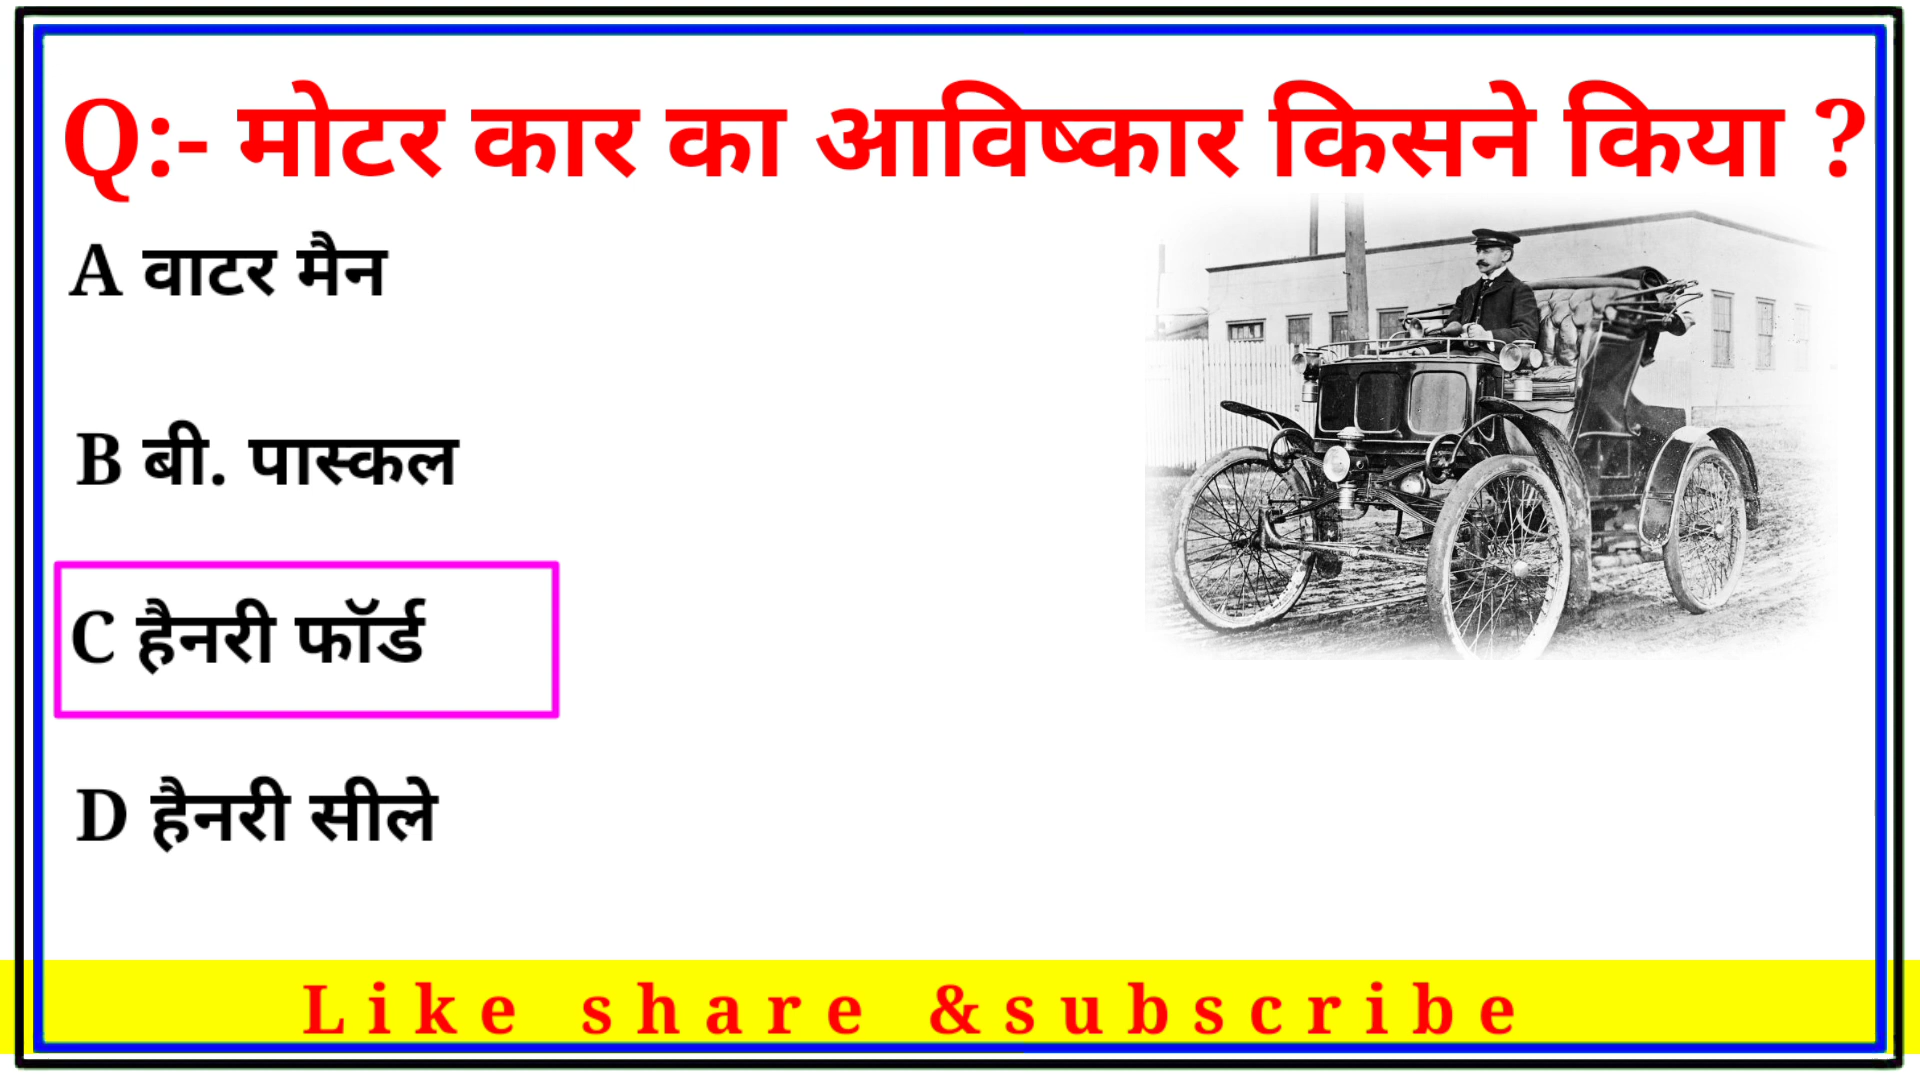 Q:- मोटर कार का आविष्कार किसने किया ?
A वाटर मैन
B बी. पास्कल
C हैनरी फॉर्ड
D हैनरी सीले
Like share &subscribe